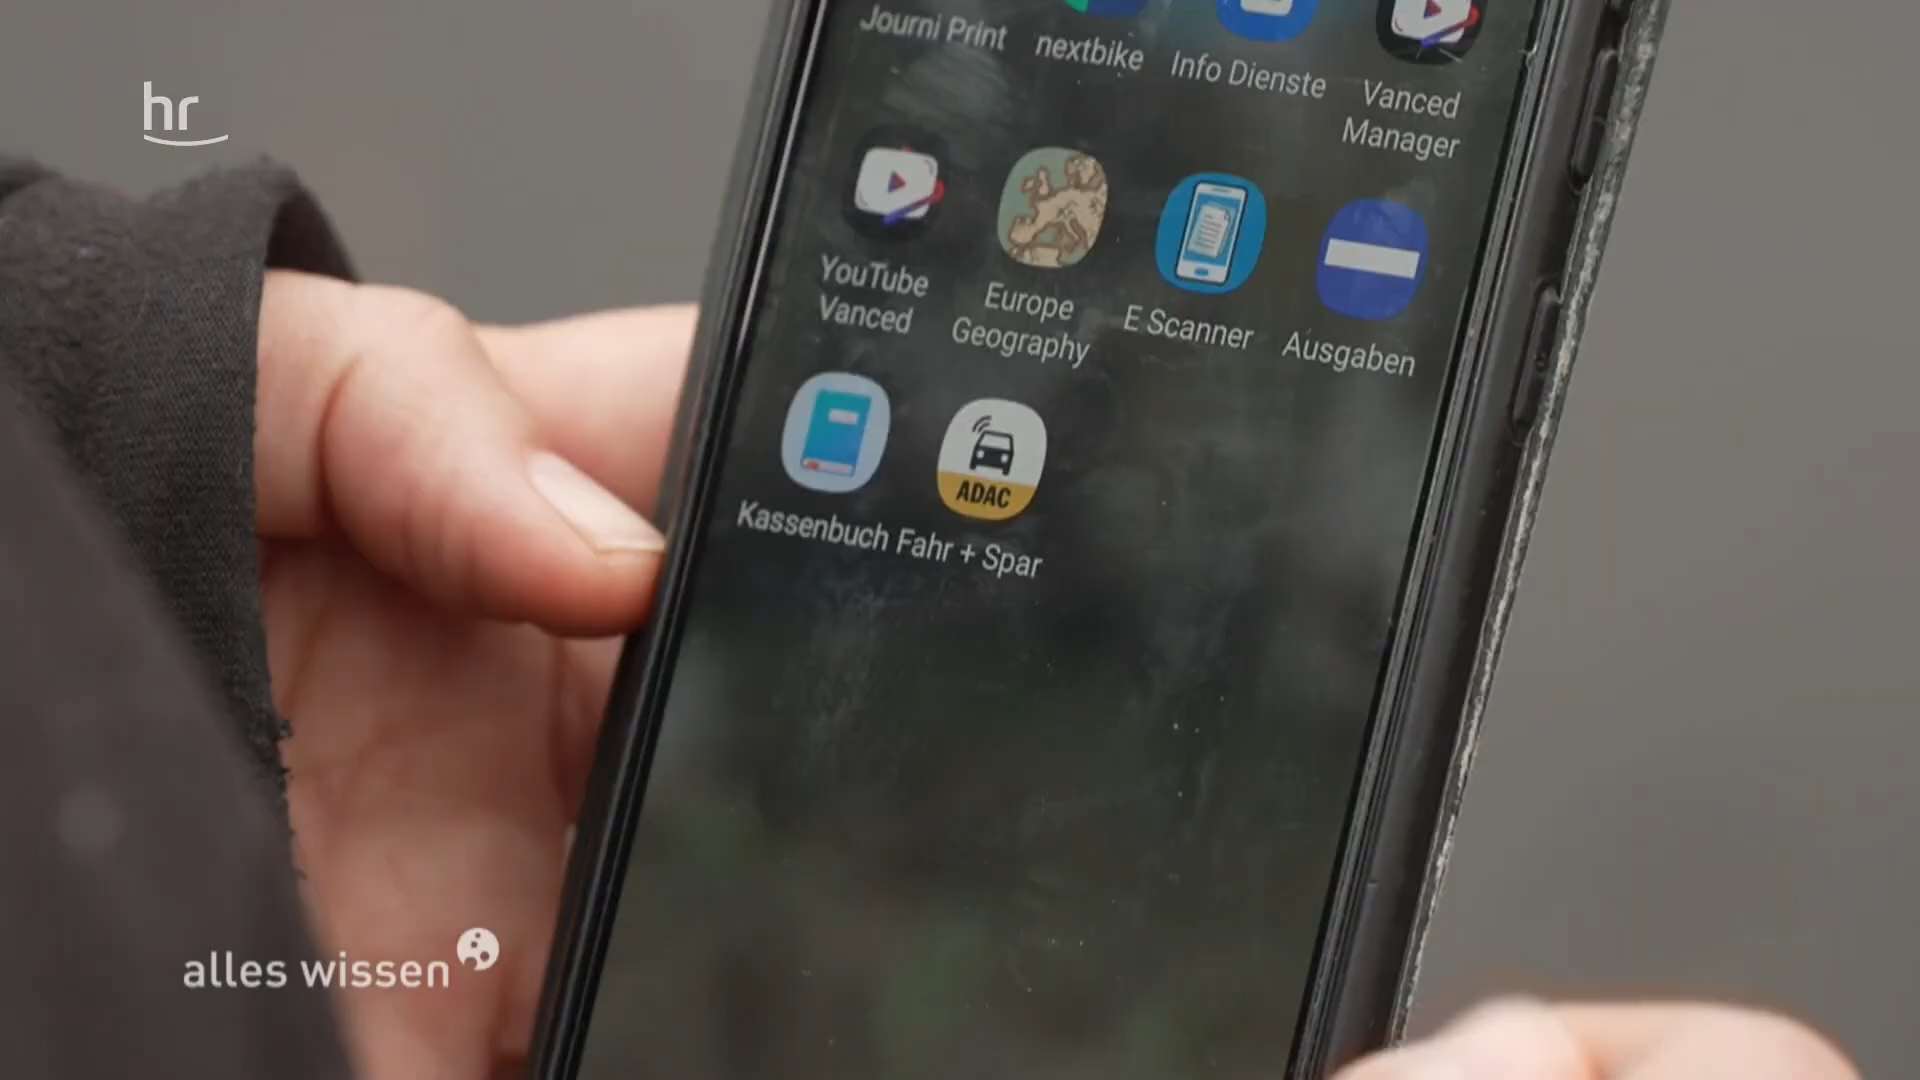 hr
Journi Print
nextbike
Info Dienste
Vanced
Manager
YouTube
Vanced
Europe
Geography
E Scanner
Ausgaben
ADAC
Kassenbuch
Fahr + Spar
alles wissen